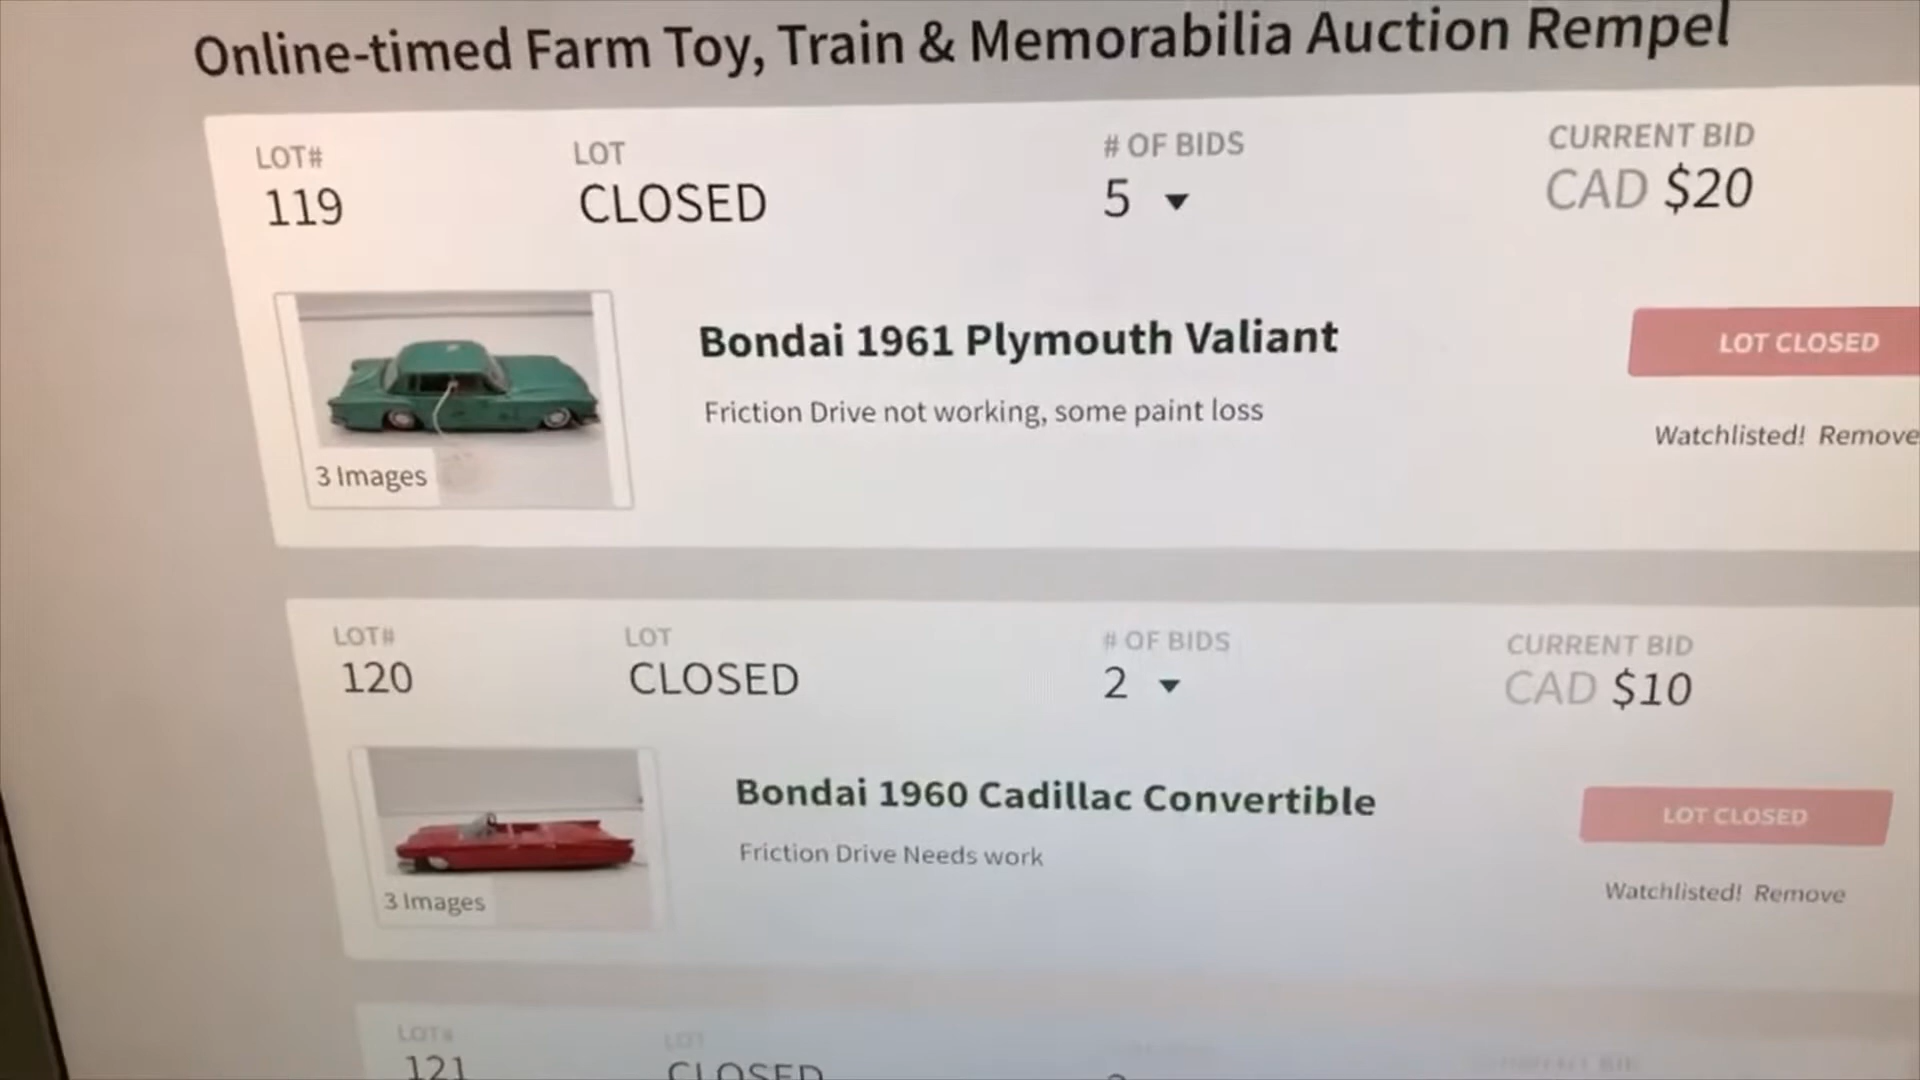 Online-timed Farm Toy, Train & Memorabilia Auction Rempel
LOT# LOT # OF BIDS CURRENT BID
119 CLOSED 5 CAD $20
Bondai 1961 Plymouth Valiant
LOT CLOSED
Friction Drive not working, some paint loss
Watchlisted! Remove
3 Images
LOT# LOT # OF BIDS CURRENT BID
120 CLOSED 2 CAD $10
Bondai 1960 Cadillac Convertible
LOT CLOSED
Friction Drive Needs work
Watchlisted! Remove
3 Images
LOT# LOT
121 CLOSED